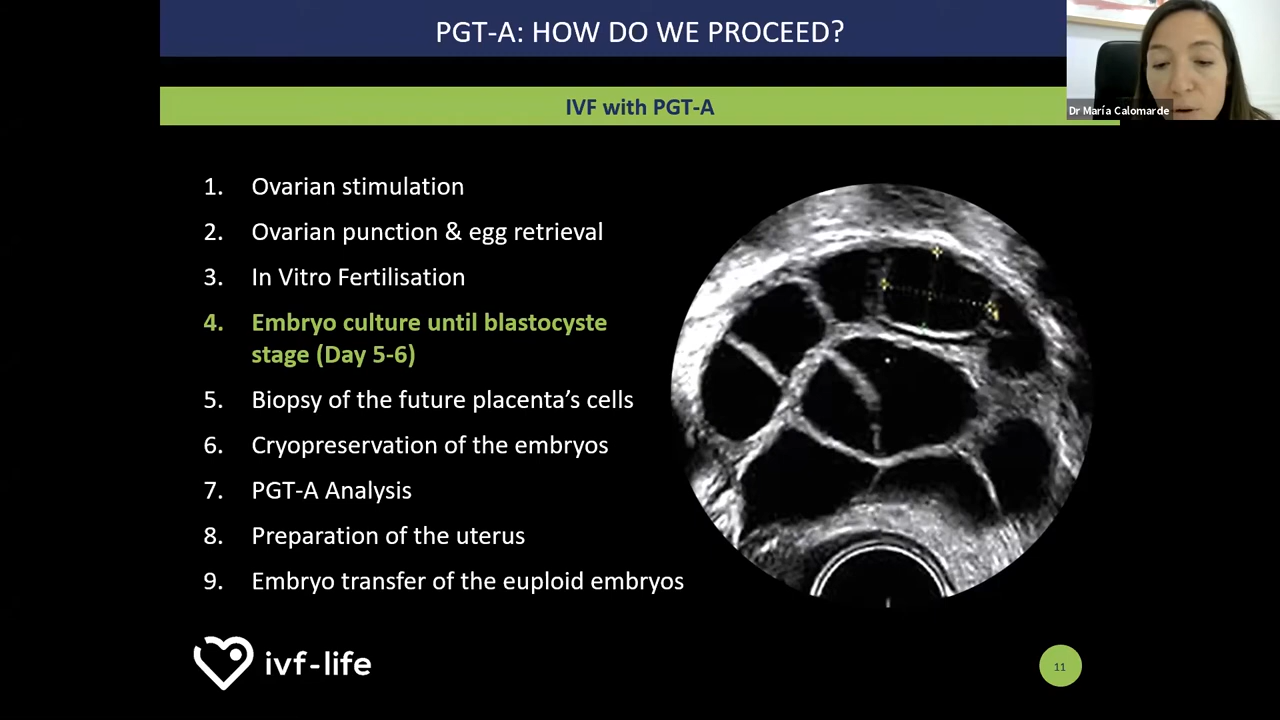 PGT-A: HOW DO WE PROCEED?
Dr María Calomarde
IVF with PGT-A
1. Ovarian stimulation
2. Ovarian punction & egg retrieval
3. In Vitro Fertilisation
4. Embryo culture until blastocyste
stage (Day 5-6)
5. Biopsy of the future placenta's cells
6. Cryopreservation of the embryos
7. PGT-A Analysis
8. Preparation of the uterus
9. Embryo transfer of the euploid embryos
ivf-life
11